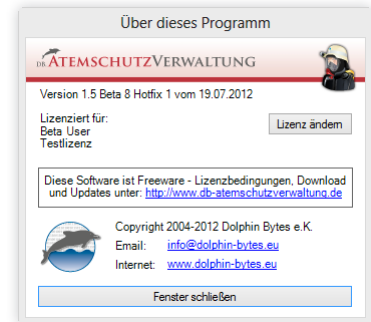 Über dieses Programm
DB ATEMSCHUTZVERWALTUNG
Version 1.5 Beta 8 Hotfix 1 vom 19.07.2012
Lizenziert für:
Beta User
Testlizenz
Lizenz ändern
Diese Software ist Freeware - Lizenzbedingungen, Download
und Updates unter: http://www.db-atemschutzverwaltung.de
Copyright 2004-2012 Dolphin Bytes e.K.
Email: info@dolphin-bytes.eu
Internet: www.dolphin-bytes.eu
Fenster schließen